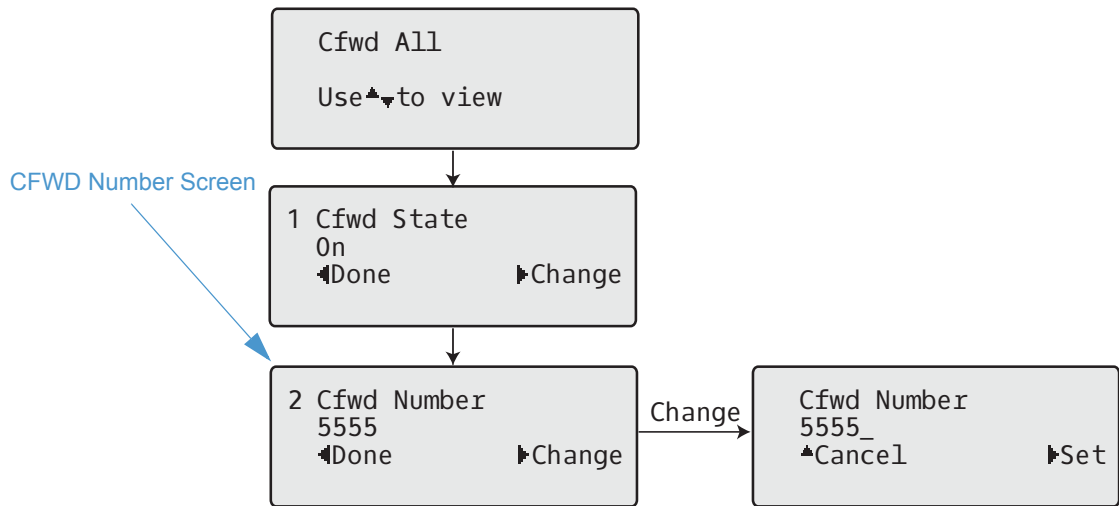 Cfwd All
Use▲▼to view
CFWD Number Screen
1 Cfwd State
On
◀Done ▶Change
2 Cfwd Number
5555
◀Done ▶Change
Change
Cfwd Number
5555_
▲Cancel ▶Set